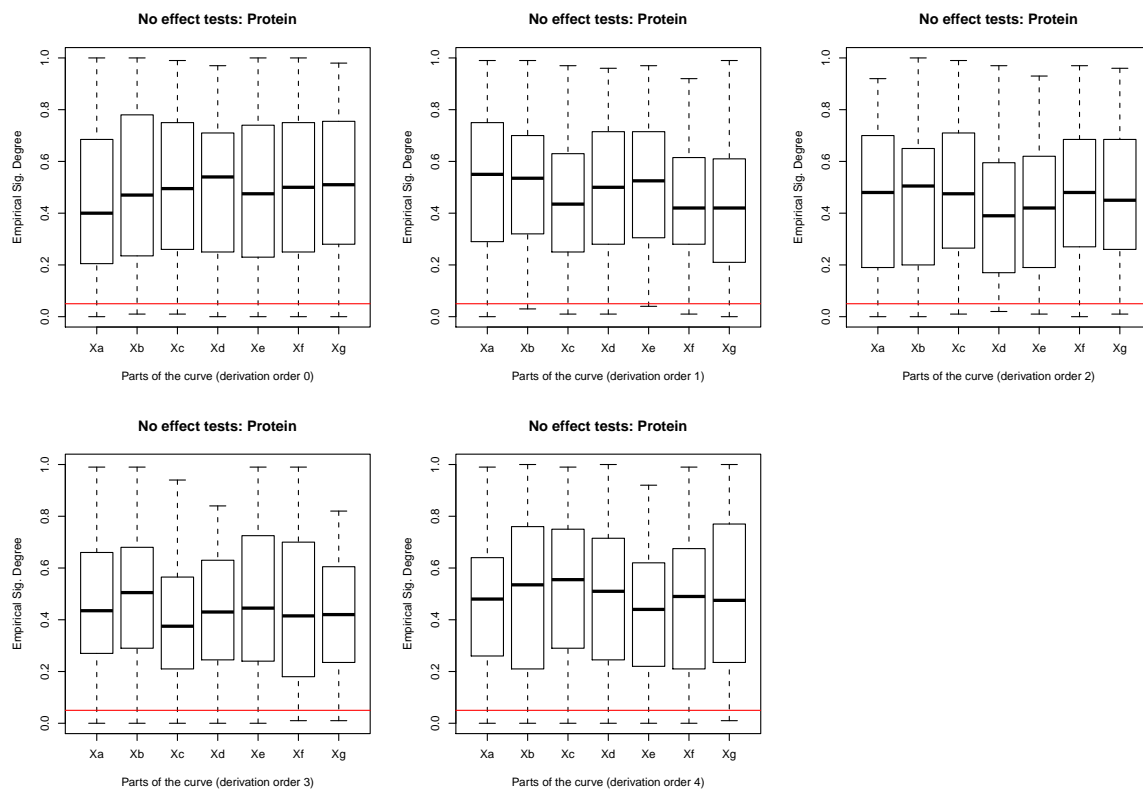 No effect tests: Protein
Empirical Sig. Degree
1.0
0.8
0.6
0.4
0.2
0.0
Xa Xb Xc Xd Xe Xf Xg
Parts of the curve (derivation order 0)
No effect tests: Protein
Empirical Sig. Degree
1.0
0.8
0.6
0.4
0.2
0.0
Xa Xb Xc Xd Xe Xf Xg
Parts of the curve (derivation order 1)
No effect tests: Protein
Empirical Sig. Degree
1.0
0.8
0.6
0.4
0.2
0.0
Xa Xb Xc Xd Xe Xf Xg
Parts of the curve (derivation order 2)
No effect tests: Protein
Empirical Sig. Degree
1.0
0.8
0.6
0.4
0.2
0.0
Xa Xb Xc Xd Xe Xf Xg
Parts of the curve (derivation order 3)
No effect tests: Protein
Empirical Sig. Degree
1.0
0.8
0.6
0.4
0.2
0.0
Xa Xb Xc Xd Xe Xf Xg
Parts of the curve (derivation order 4)